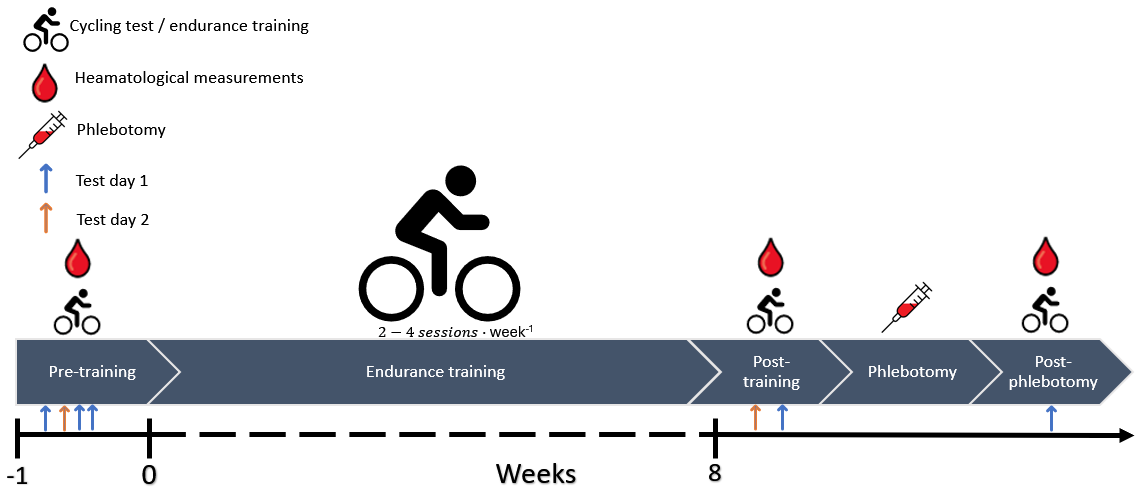 Cycling test / endurance training
Heamatological measurements
Phlebotomy
Test day 1
Test day 2
2 − 4 sessions · week⁻¹
Pre-training
Endurance training
Post-
training
Phlebotomy
Post-
phlebotomy
-1
0
Weeks
8